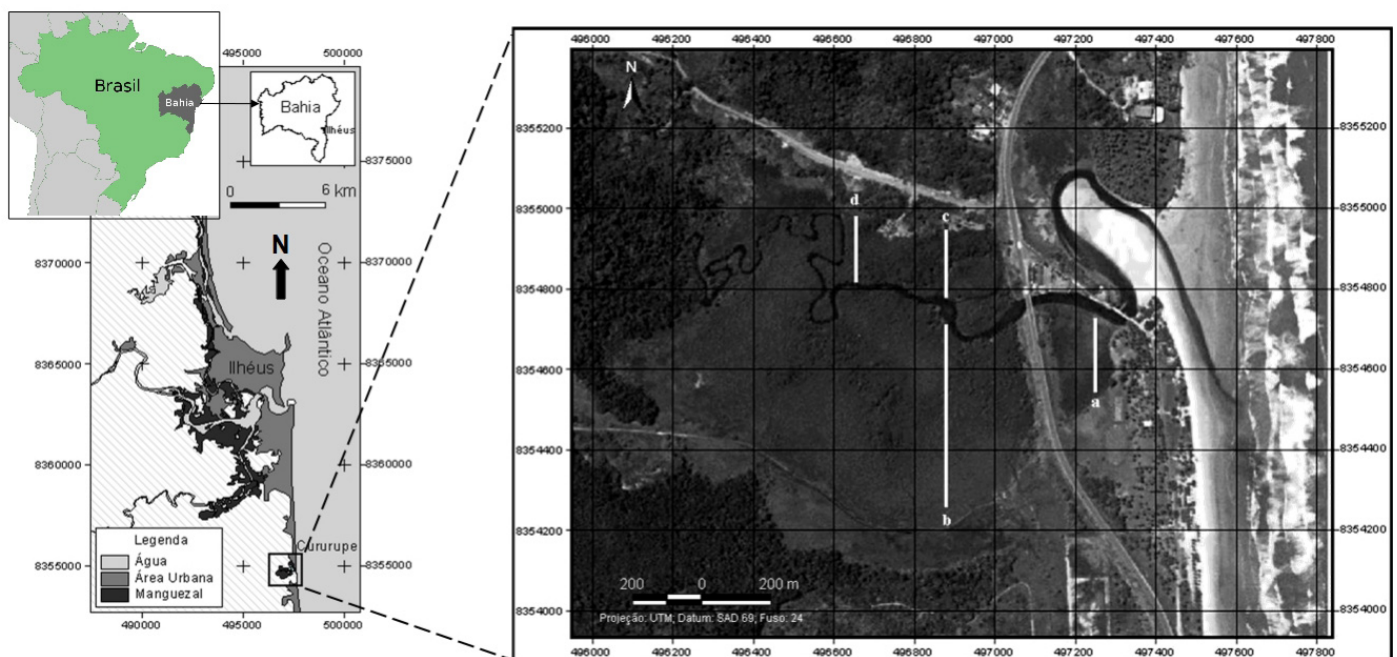 Brasil
Bahia
Bahia
Ilhéus
495000 500000
8375000
0 6 km
N
Oceano Atlântico
8370000 8370000
8365000 8365000
Ilhéus
8360000 8360000
Cururupe
8355000 8355000
Legenda
Água
Área Urbana
Manguezal
490000 495000 500000
496000 496200 496400 496600 496800 497000 497200 497400 497600 497800
N
8355200 8355200
d
c
8355000 8355000
8354800 8354800
8354600 8354600
a
8354400 8354400
b
8354200 8354200
200 0 200 m
8354000 8354000
Projeção: UTM; Datum: SAD 69; Fuso: 24
496000 496200 496400 496600 496800 497000 497200 497400 497600 497800